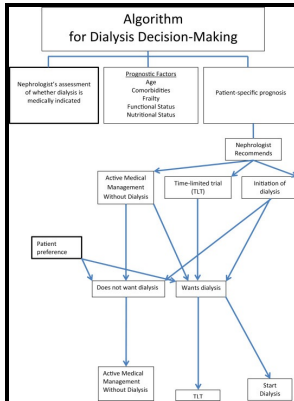 Algorithm
for Dialysis Decision-Making
Nephrologist's assessment
of whether dialysis is
medically indicated
Prognostic Factors
Age
Comorbidities
Frailty
Functional Status
Nutritional Status
Patient-specific prognosis
Nephrologist
Recommends
Active Medical
Management
Without Dialysis
Time-limited trial
(TLT)
Initiation of
dialysis
Patient
preference
Does not want dialysis
Wants dialysis
Active Medical
Management
Without Dialysis
TLT
Start
Dialysis